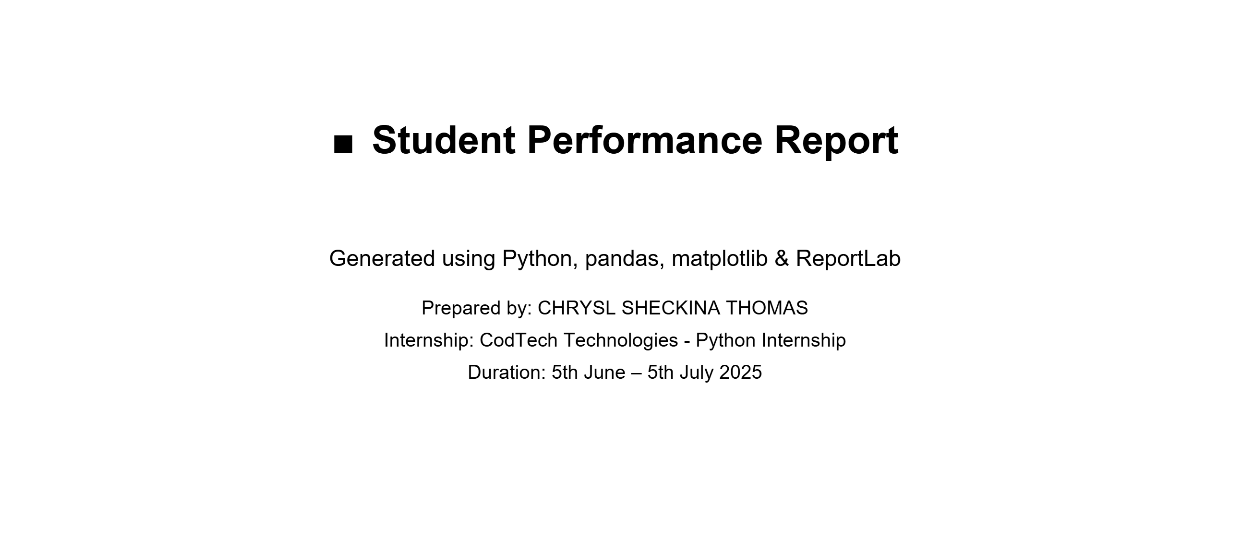 ■ Student Performance Report
Generated using Python, pandas, matplotlib & ReportLab
Prepared by: CHRYSL SHECKINA THOMAS
Internship: CodTech Technologies - Python Internship
Duration: 5th June – 5th July 2025